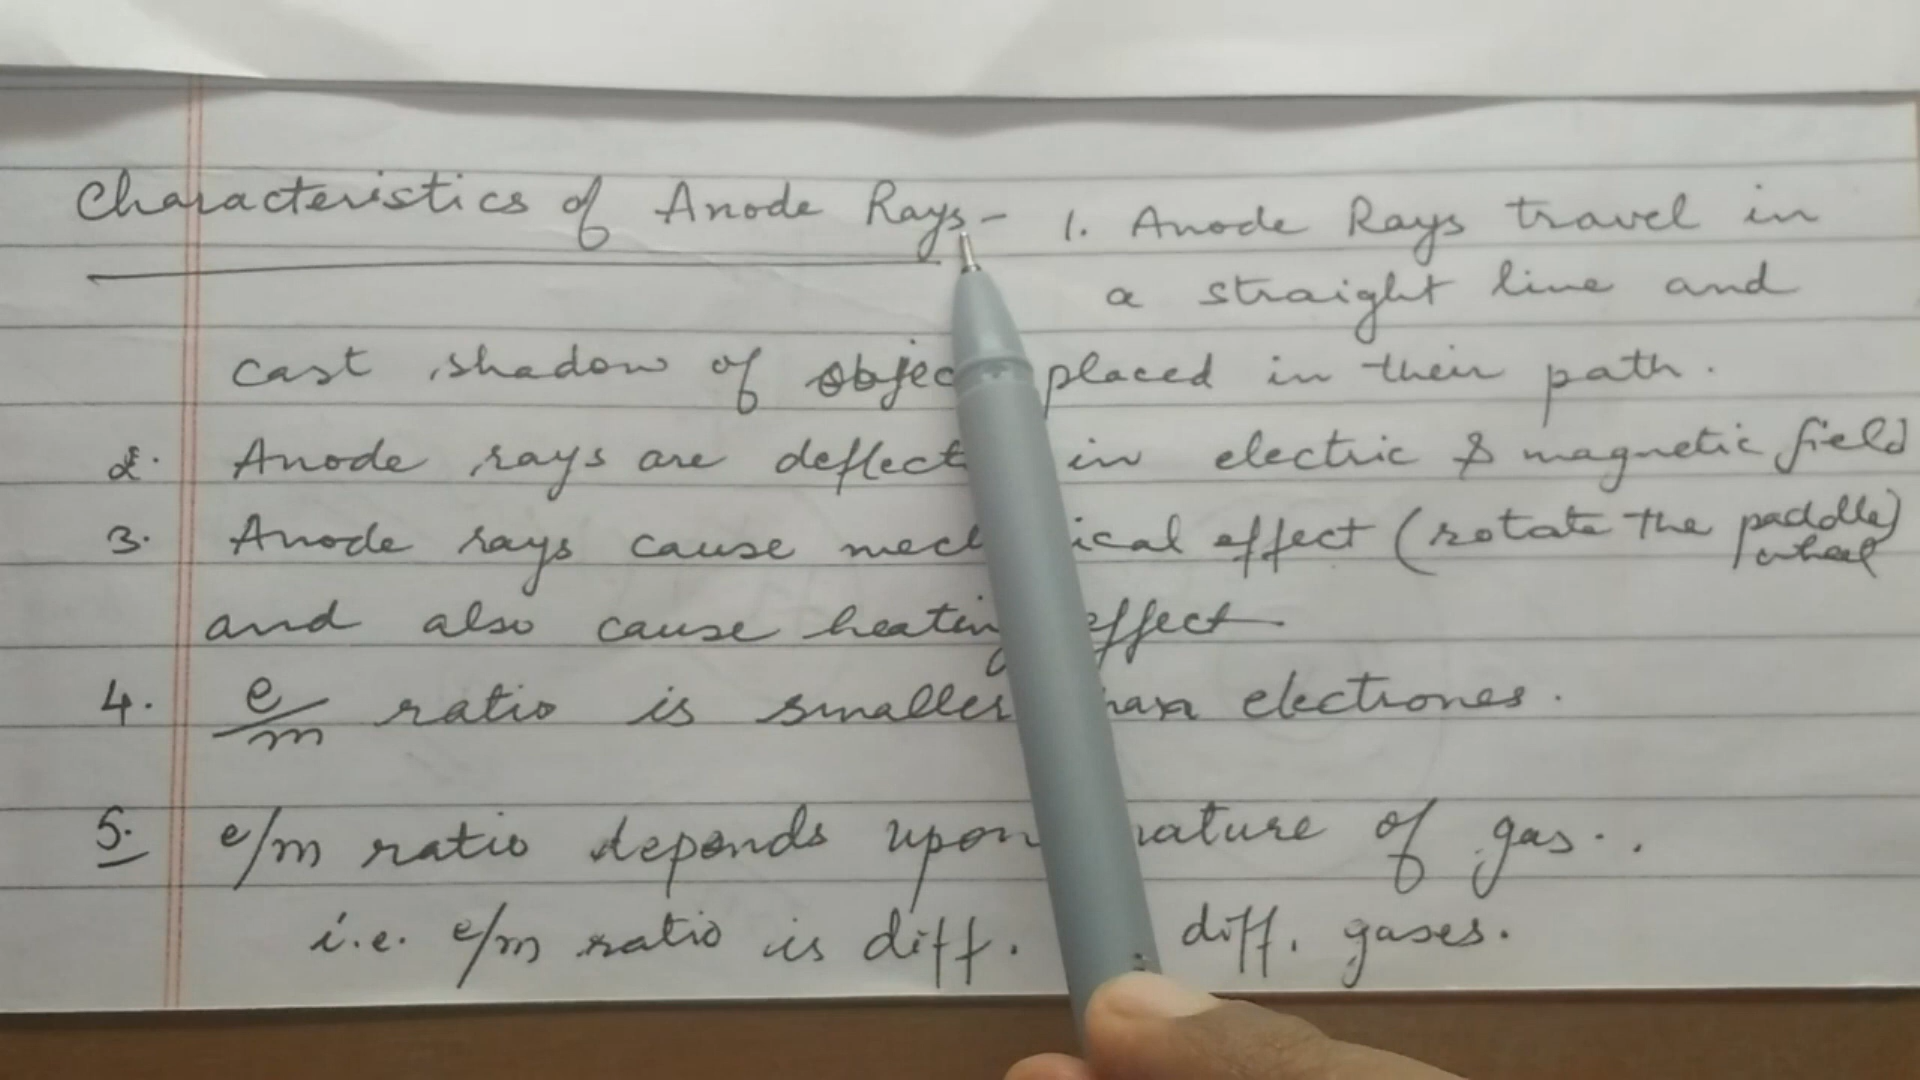 Characteristics of Anode Rays - 1. Anode Rays travel in
a straight line and
cast shadow of objec placed in their path.
2. Anode rays are deflect in electric & magnetic field
3. Anode rays cause mech ical effect (rotate the paddle wheel)
and also cause heating effect
4. e/m ratio is smaller than electrones.
5. e/m ratio depends upon nature of gas..
i.e. e/m ratio is diff. diff. gases.